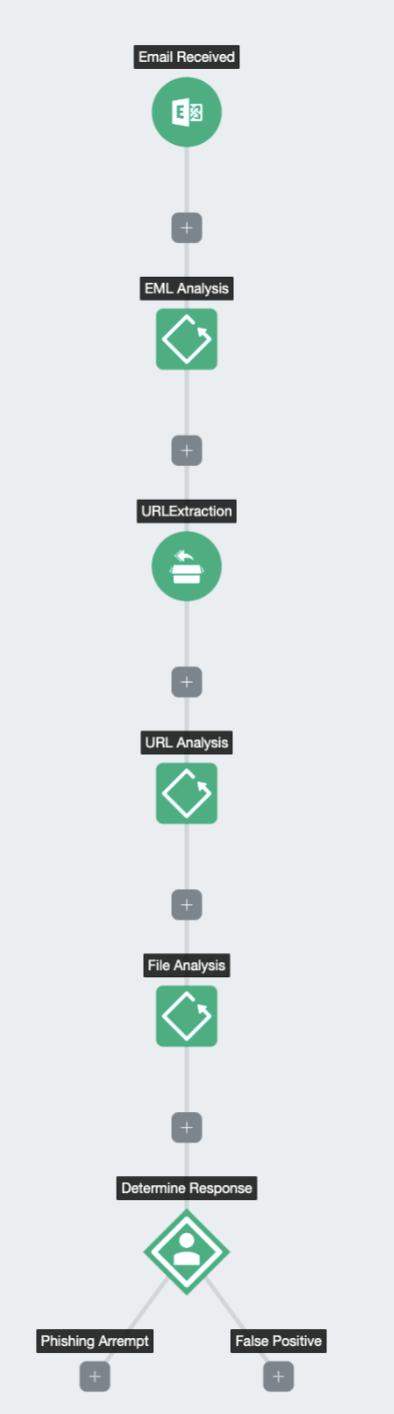 Email Received
EML Analysis
URLExtraction
URL Analysis
File Analysis
Determine Response
Phishing Arrempt
False Positive